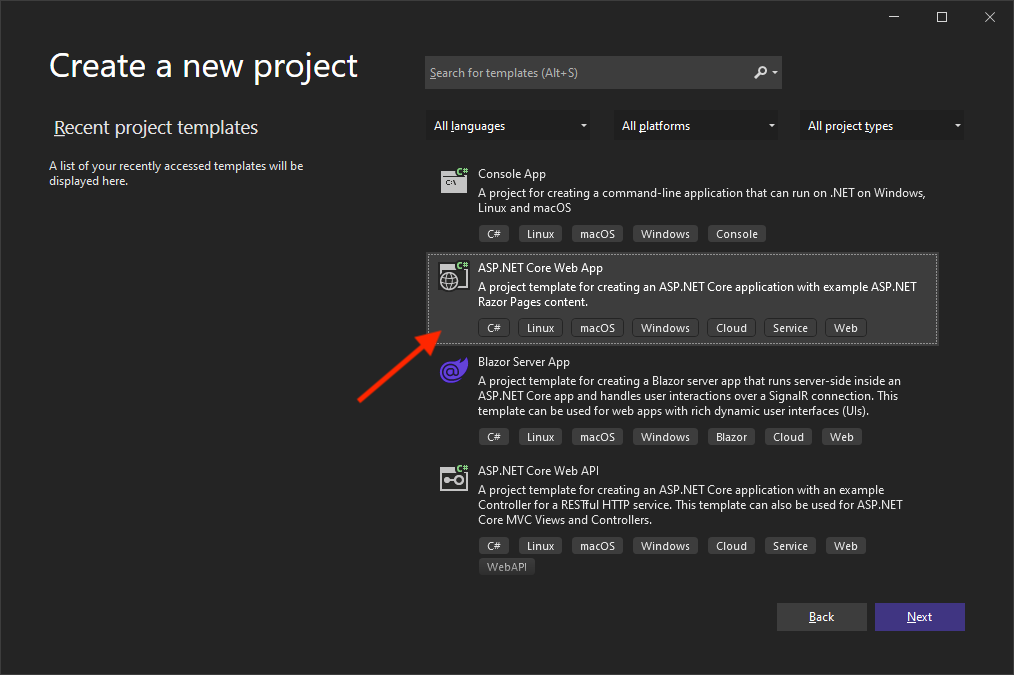 Create a new project
Search for templates (Alt+S)
Recent project templates
A list of your recently accessed templates will be
displayed here.
All languages
All platforms
All project types
C#
C:\
Console App
A project for creating a command-line application that can run on .NET on Windows,
Linux and macOS
C# Linux macOS Windows Console
C#
ASP.NET Core Web App
A project template for creating an ASP.NET Core application with example ASP.NET
Razor Pages content.
C# Linux macOS Windows Cloud Service Web
Blazor Server App
A project template for creating a Blazor server app that runs server-side inside an
ASP.NET Core app and handles user interactions over a SignalR connection. This
template can be used for web apps with rich dynamic user interfaces (UIs).
C# Linux macOS Windows Blazor Cloud Web
C#
ASP.NET Core Web API
A project template for creating an ASP.NET Core application with an example
Controller for a RESTful HTTP service. This template can also be used for ASP.NET
Core MVC Views and Controllers.
C# Linux macOS Windows Cloud Service Web
WebAPI
Back
Next